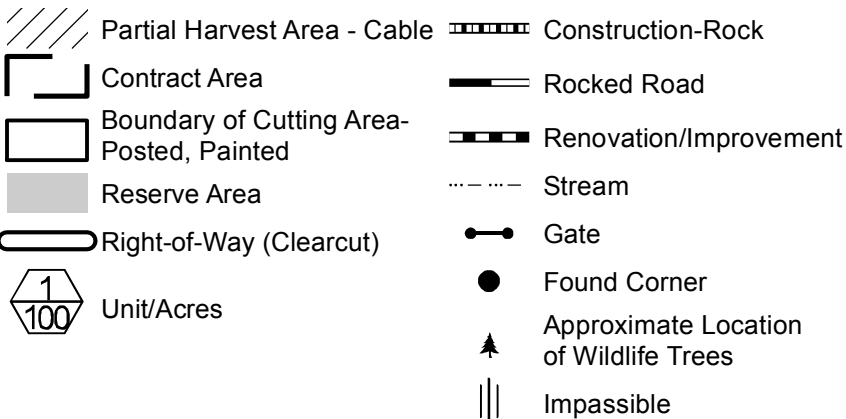 Partial Harvest Area - Cable
Contract Area
Boundary of Cutting Area-
Posted, Painted
Reserve Area
Right-of-Way (Clearcut)
1
100
Unit/Acres
Construction-Rock
Rocked Road
Renovation/Improvement
Stream
Gate
Found Corner
Approximate Location
of Wildlife Trees
Impassible